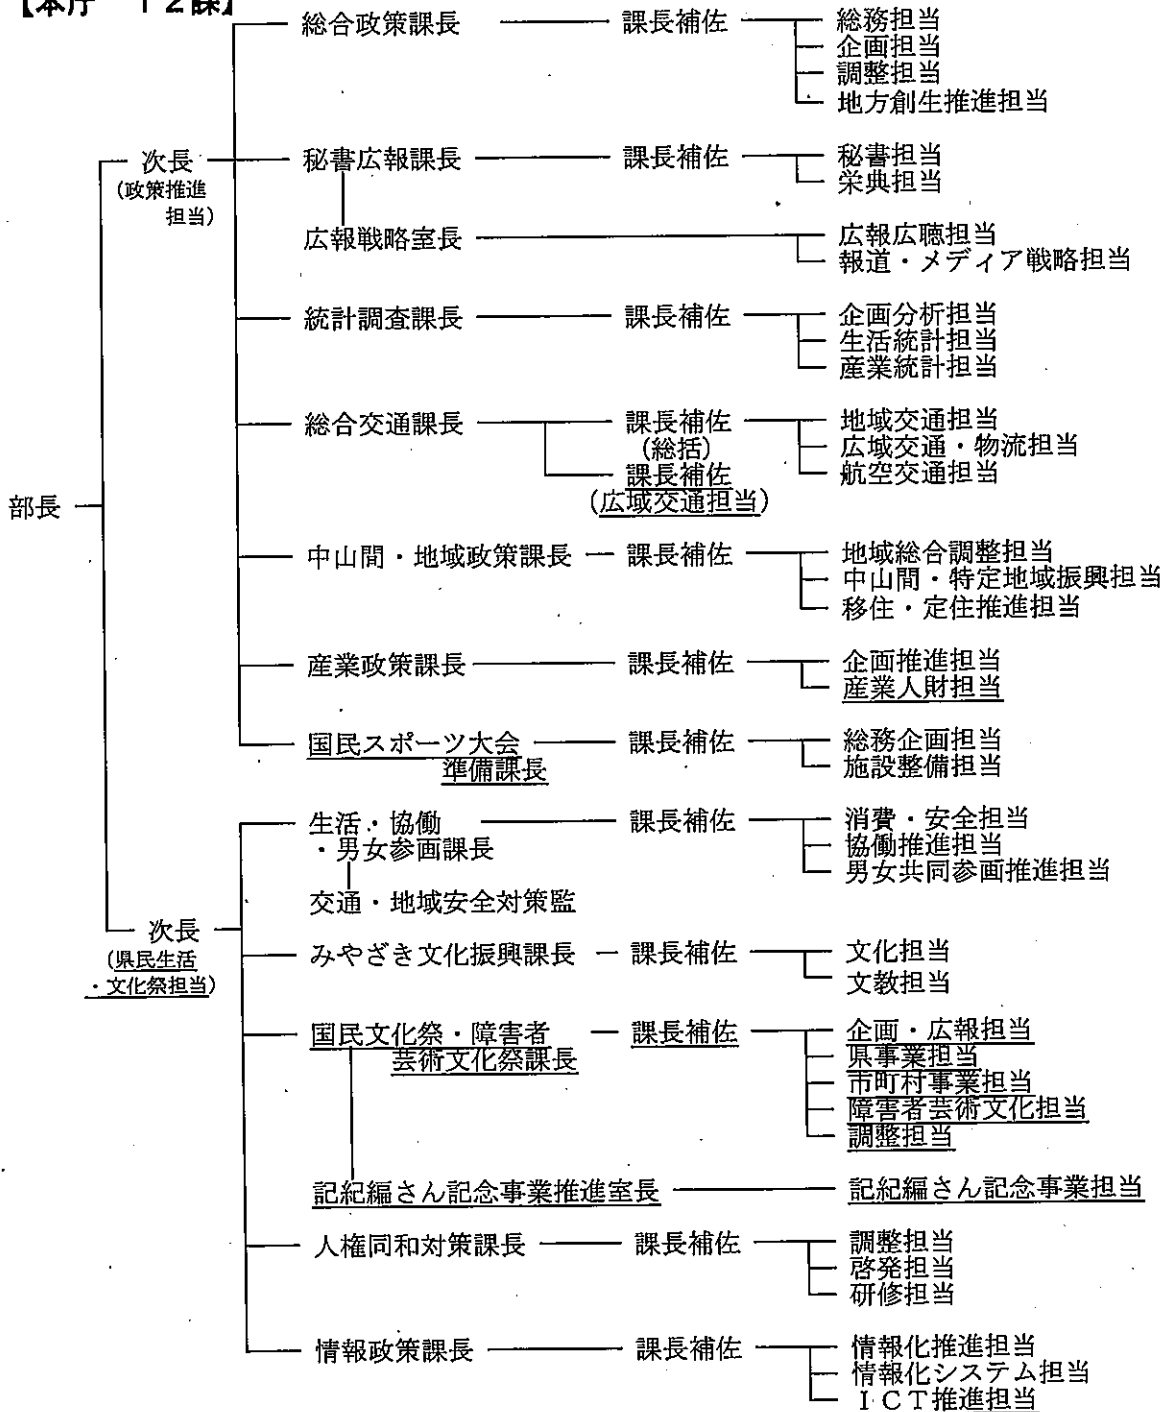 【本庁 12課】
総合政策課長 課長補佐 総務担当
企画担当
調整担当
地方創生推進担当
次長 秘書広報課長 課長補佐 秘書担当
(政策推進 栄典担当
担当)
広報戦略室長 広報広聴担当
報道・メディア戦略担当
統計調査課長 課長補佐 企画分析担当
生活統計担当
産業統計担当
総合交通課長 課長補佐 地域交通担当
(総括) 広域交通・物流担当
課長補佐 航空交通担当
部長 (広域交通担当)
中山間・地域政策課長 課長補佐 地域総合調整担当
中山間・特定地域振興担当
移住・定住推進担当
産業政策課長 課長補佐 企画推進担当
産業人財担当
国民スポーツ大会 課長補佐 総務企画担当
準備課長 施設整備担当
生活・協働 課長補佐 消費・安全担当
・男女参画課長 協働推進担当
男女共同参画推進担当
交通・地域安全対策監
次長
(県民生活 みやざき文化振興課長 課長補佐 文化担当
・文化祭担当) 文教担当
国民文化祭・障害者 課長補佐 企画・広報担当
芸術文化祭課長 県事業担当
市町村事業担当
障害者芸術文化担当
調整担当
記紀編さん記念事業推進室長 記紀編さん記念事業担当
人権同和対策課長 課長補佐 調整担当
啓発担当
研修担当
情報政策課長 課長補佐 情報化推進担当
情報化システム担当
ICT推進担当